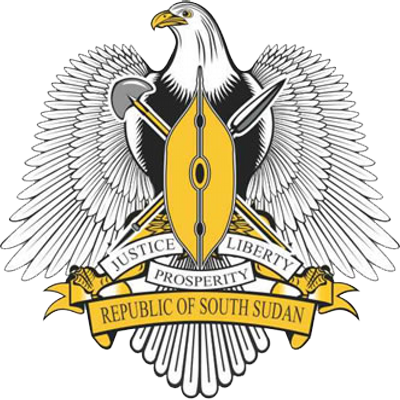 JUSTICE LIBERTY
PROSPERITY
REPUBLIC OF SOUTH SUDAN